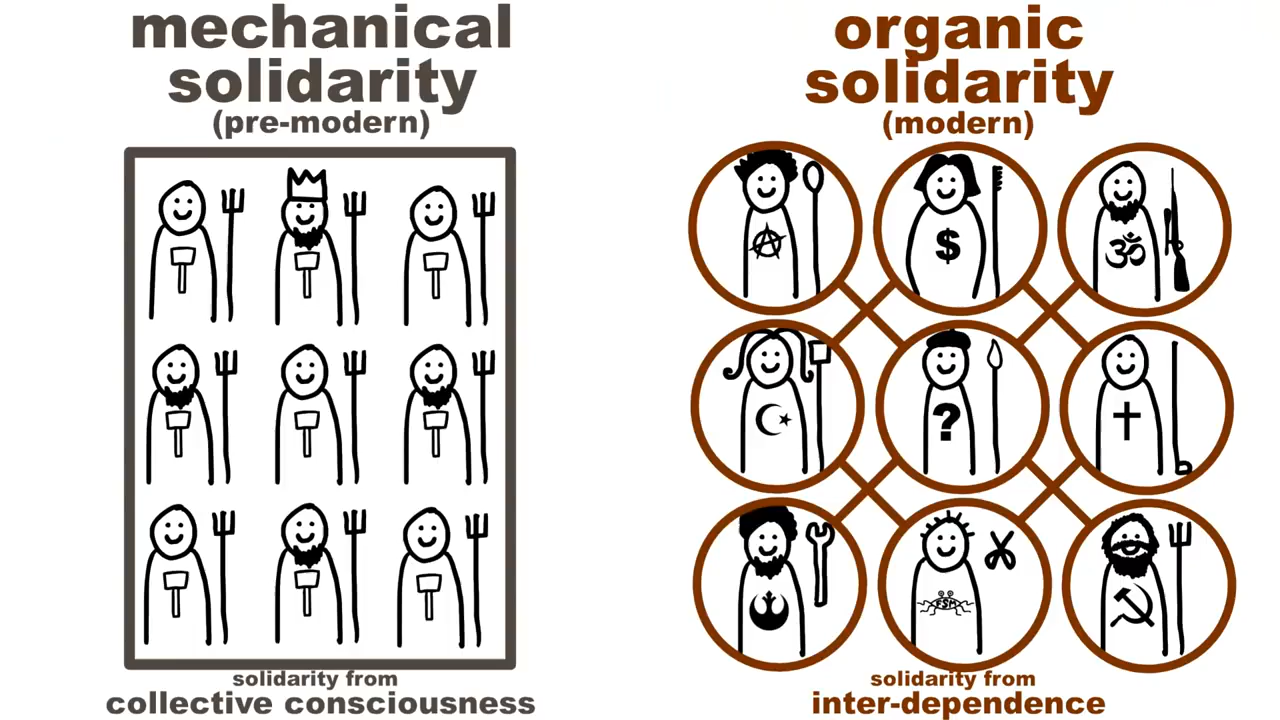 mechanical
solidarity
(pre-modern)
organic
solidarity
(modern)
$
ॐ
?
FSM
solidarity from
collective consciousness
solidarity from
inter-dependence